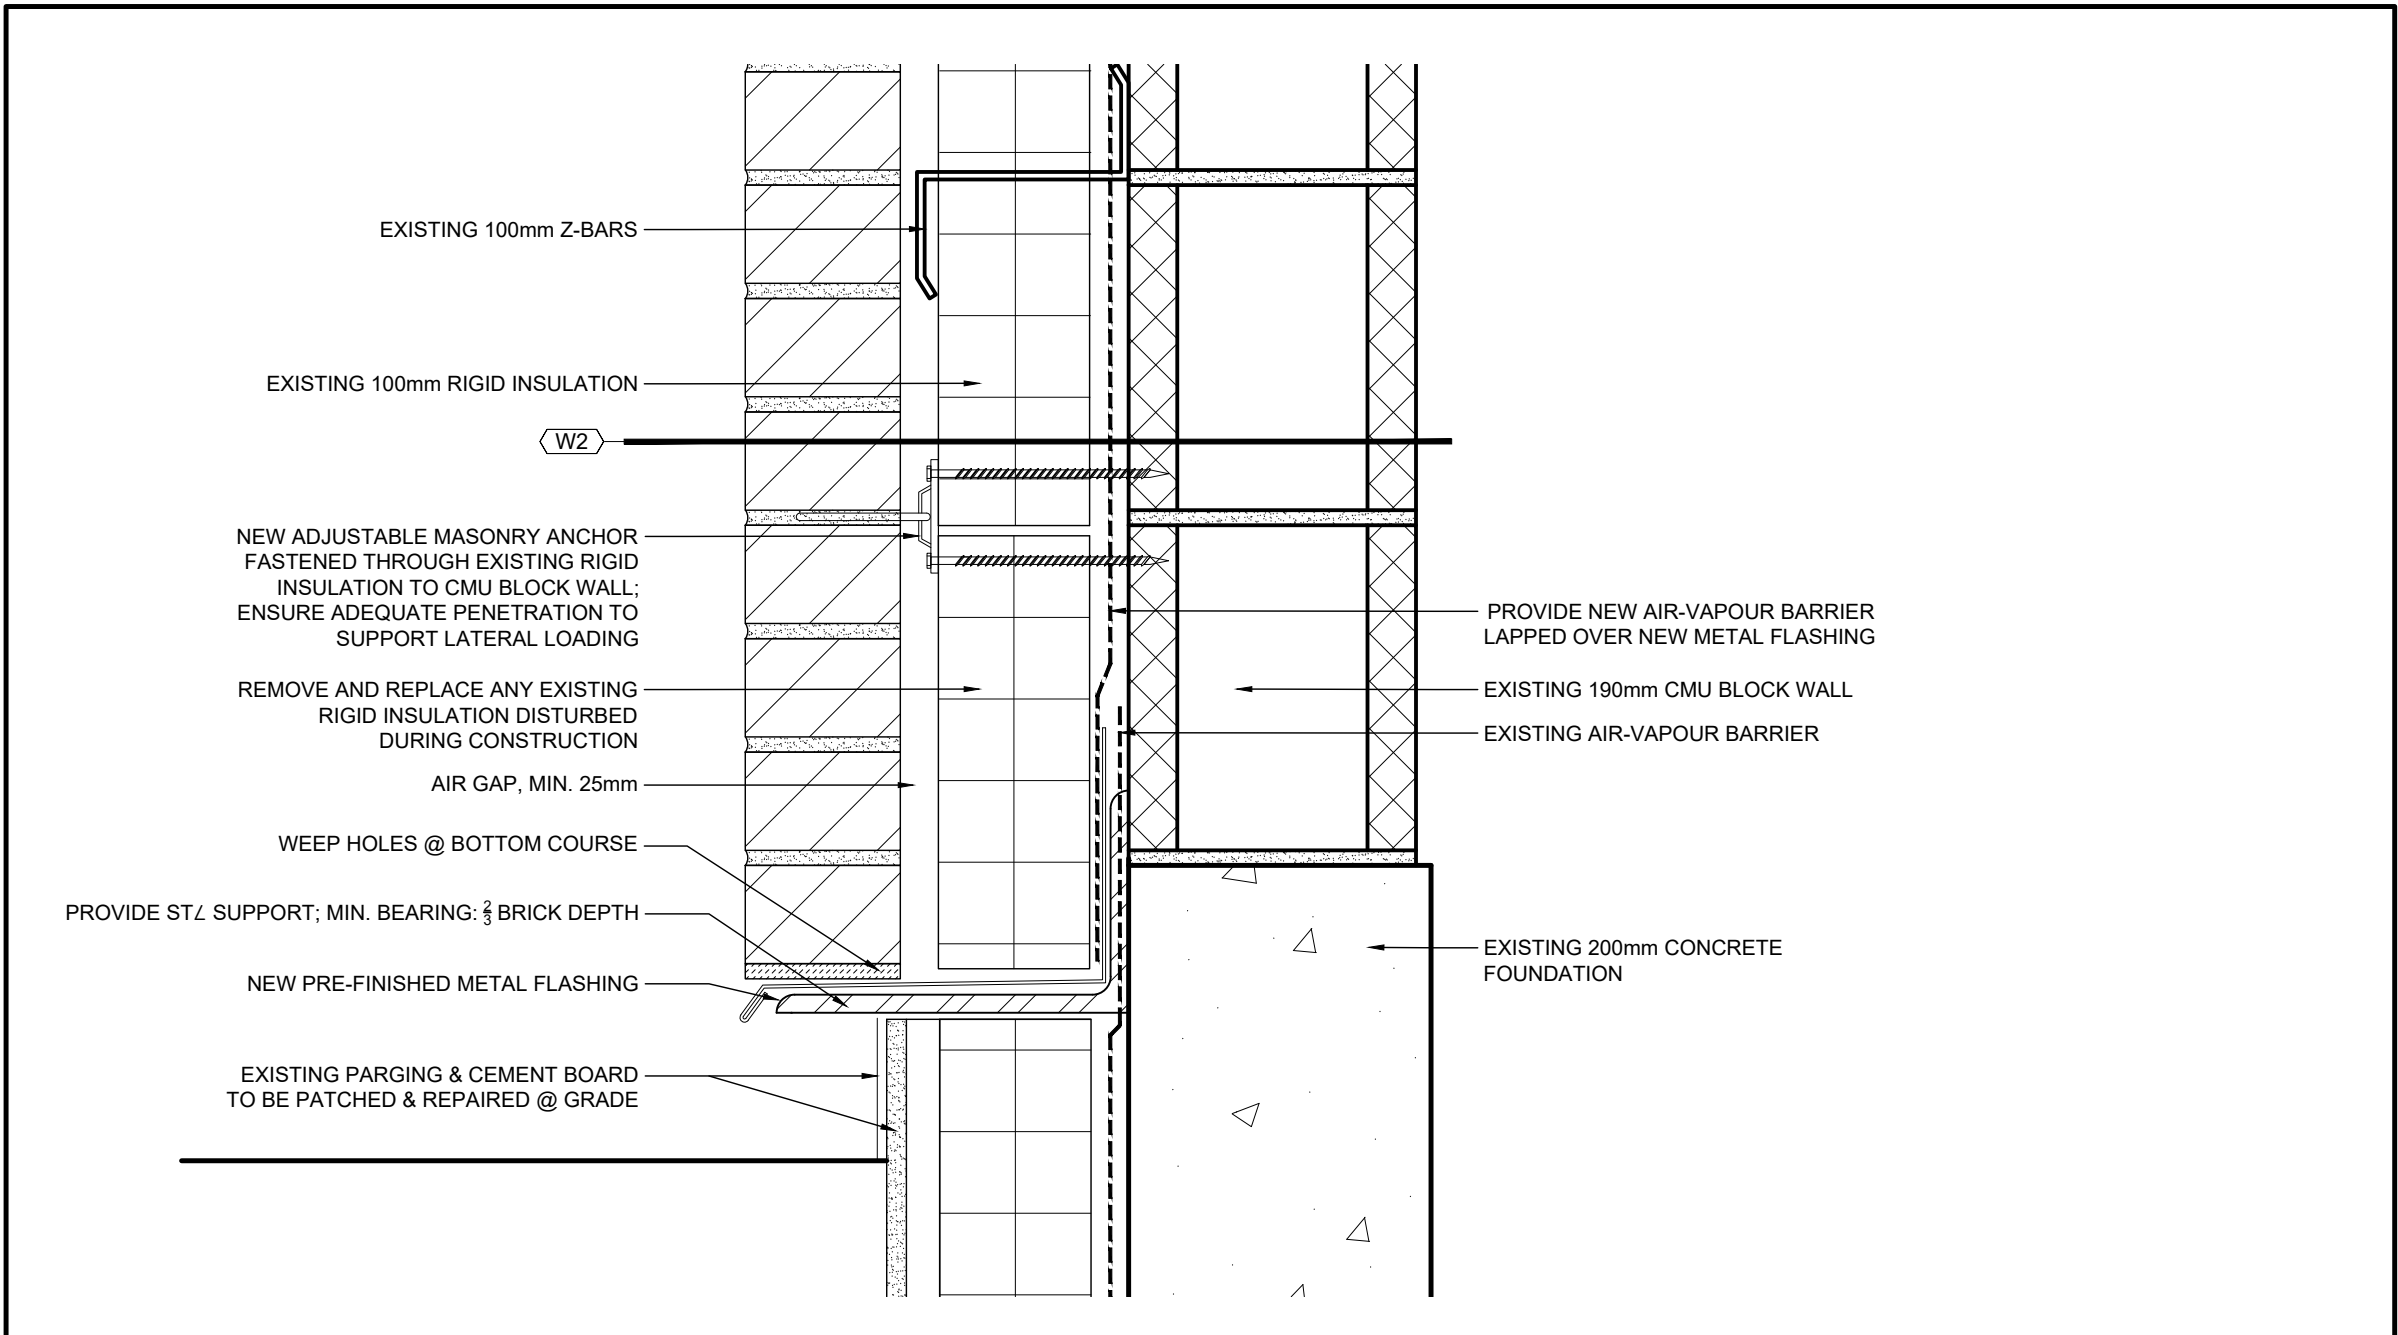 EXISTING 100mm Z-BARS
EXISTING 100mm RIGID INSULATION
W2
NEW ADJUSTABLE MASONRY ANCHOR
FASTENED THROUGH EXISTING RIGID
INSULATION TO CMU BLOCK WALL;
ENSURE ADEQUATE PENETRATION TO
SUPPORT LATERAL LOADING
REMOVE AND REPLACE ANY EXISTING
RIGID INSULATION DISTURBED
DURING CONSTRUCTION
AIR GAP, MIN. 25mm
WEEP HOLES @ BOTTOM COURSE
PROVIDE ST∠ SUPPORT; MIN. BEARING: 2/3 BRICK DEPTH
NEW PRE-FINISHED METAL FLASHING
EXISTING PARGING & CEMENT BOARD
TO BE PATCHED & REPAIRED @ GRADE
PROVIDE NEW AIR-VAPOUR BARRIER
LAPPED OVER NEW METAL FLASHING
EXISTING 190mm CMU BLOCK WALL
EXISTING AIR-VAPOUR BARRIER
EXISTING 200mm CONCRETE
FOUNDATION